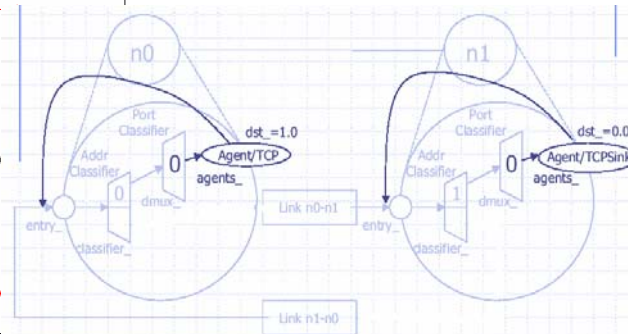 n0
n1
Port
Classifier
dst_=1.0
Addr
Classifier
0
0
Agent/TCP
agents_
dmux_
entry_
classifier_
Link n0-n1
Port
Classifier
dst_=0.0
Addr
Classifier
1
0
Agent/TCPSink
agents_
dmux_
entry_
classifier_
Link n1-n0